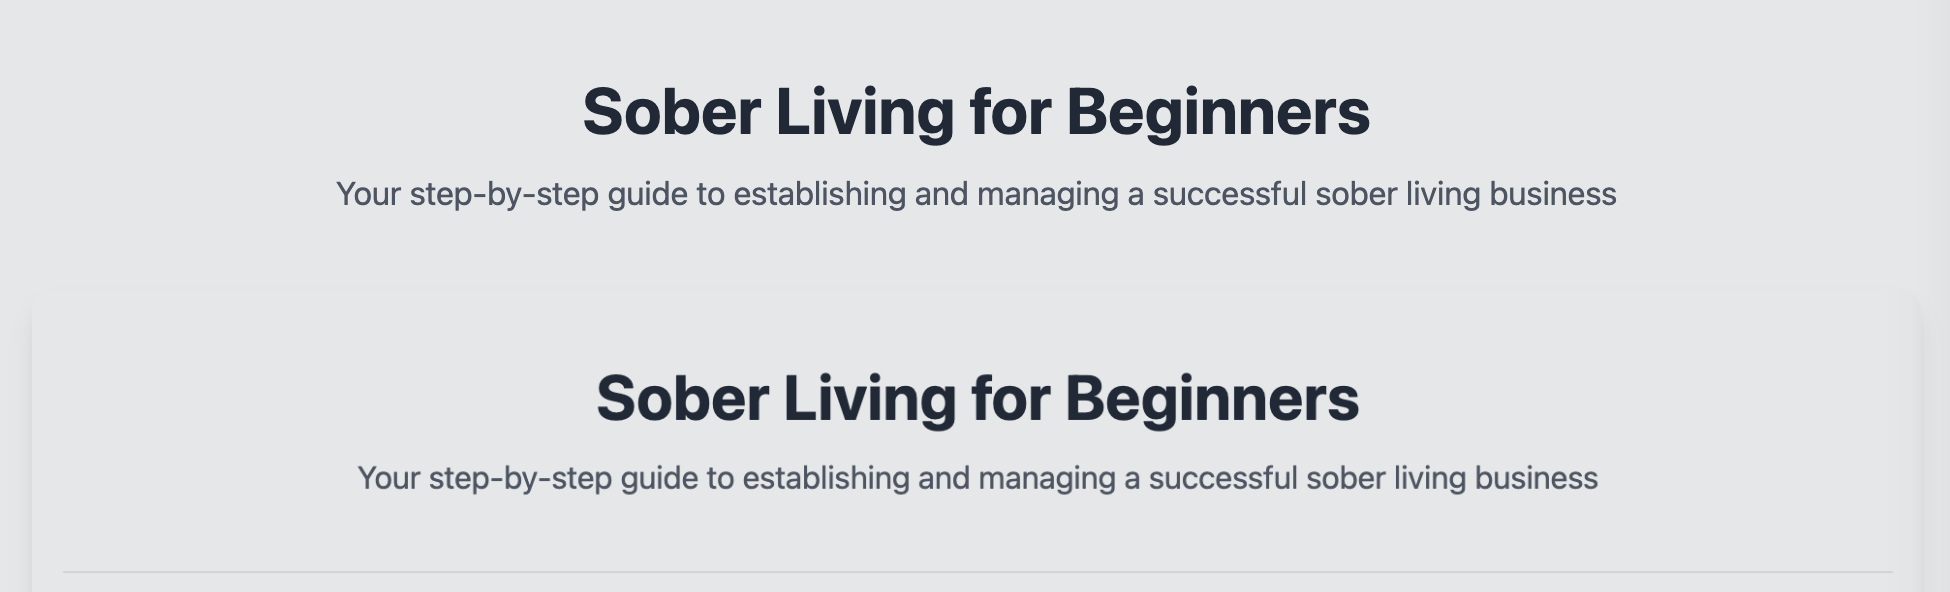 Sober Living for Beginners
Your step-by-step guide to establishing and managing a successful sober living business
Sober Living for Beginners
Your step-by-step guide to establishing and managing a successful sober living business